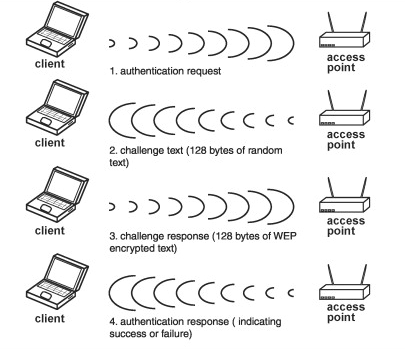 client
access
point
1. authentication request
client
access
point
2. challenge text (128 bytes of random
text)
client
access
point
3. challenge response (128 bytes of WEP
encrypted text)
client
access
point
4. authentication response ( indicating
success or failure)